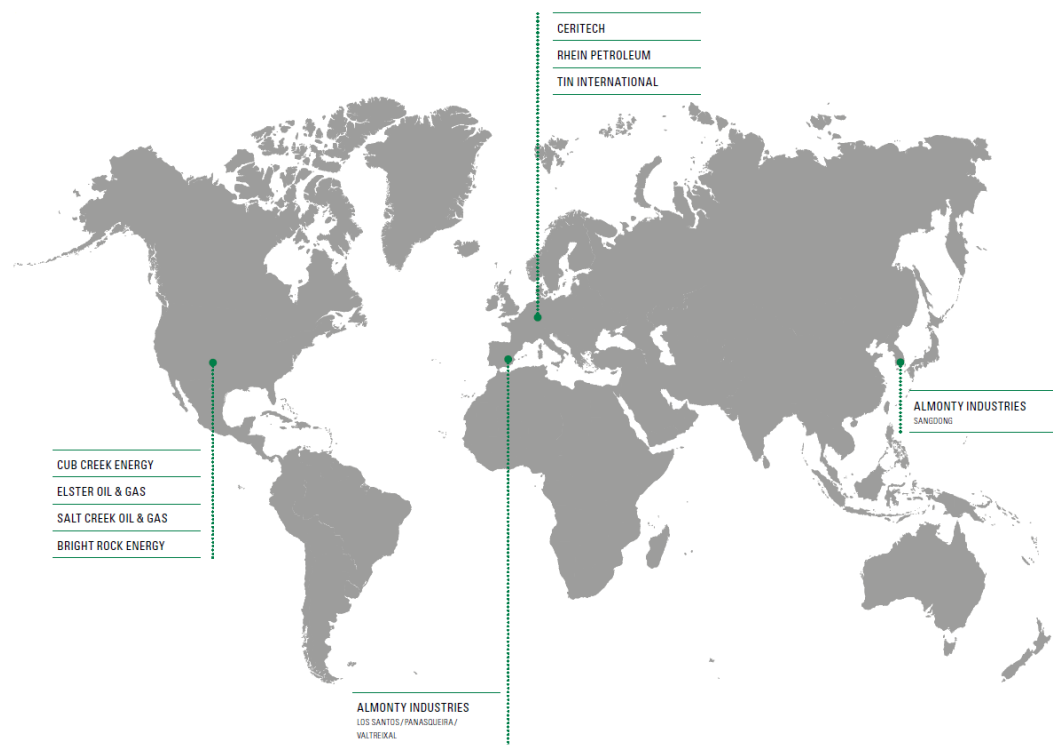 CERITECH
RHEIN PETROLEUM
TIN INTERNATIONAL
ALMONTY INDUSTRIES
SANGDONG
CUB CREEK ENERGY
ELSTER OIL & GAS
SALT CREEK OIL & GAS
BRIGHT ROCK ENERGY
ALMONTY INDUSTRIES
LOS SANTOS/PANASQUEIRA/
VALTREIXAL